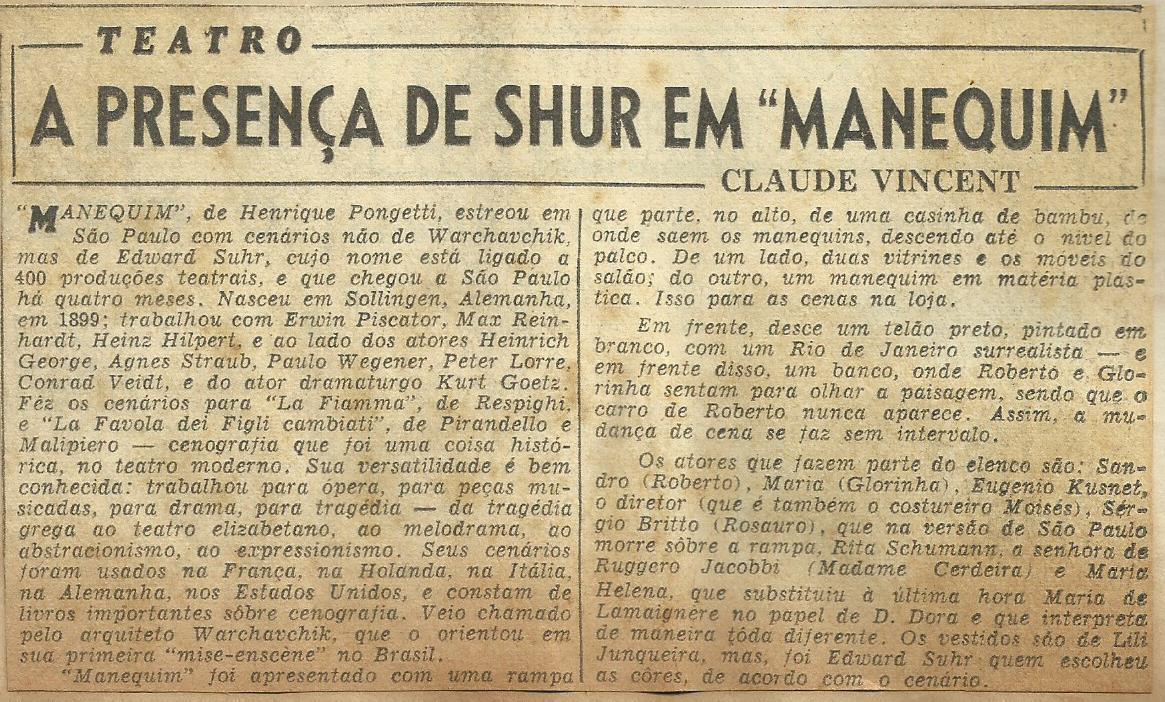 TEATRO
A PRESENÇA DE SHUR EM "MANEQUIM"
CLAUDE VINCENT
"MANEQUIM", de Henrique Pongetti, estreou em
São Paulo com cenários não de Warchavchik,
mas de Edward Suhr, cujo nome está ligado a
400 produções teatrais, e que chegou a São Paulo
há quatro meses. Nasceu em Sollingen, Alemanha,
em 1899; trabalhou com Erwin Piscator, Max Rein-
hardt, Heinz Hilpert, e ao lado dos atores Heinrich
George, Agnes Straub, Paulo Wegener, Peter Lorre,
Conrad Veidt, e do ator dramaturgo Kurt Goetz.
Fêz os cenários para "La Fiamma", de Respighi,
e "La Favola dei Figli cambiati", de Pirandello e
Malipiero — cenografia que foi uma coisa histó-
rica, no teatro moderno. Sua versatilidade é bem
conhecida: trabalhou para ópera, para peças mu-
sicadas, para drama, para tragédia — da tragédia
grega ao teatro elizabetano, ao melodrama, ao
abstracionismo, ao expressionismo. Seus cenários
foram usados na França, na Holanda, na Itália,
na Alemanha, nos Estados Unidos, e constam de
livros importantes sôbre cenografia. Veio chamado
pelo arquiteto Warchavchik, que o orientou em
sua primeira "mise-enscène" no Brasil.
"Manequim" foi apresentado com uma rampa
que parte, no alto, de uma casinha de bambu, de
onde saem os manequins, descendo até o nivel do
palco. De um lado, duas vitrines e os móveis do
salão; do outro, um manequim em matéria plás-
tica. Isso para as cenas na loja.
Em frente, desce um telão preto, pintado em
branco, com um Rio de Janeiro surrealista — e
em frente disso, um banco, onde Roberto e Glo-
rinha sentam para olhar a paisagem, sendo que o
carro de Roberto nunca aparece. Assim, a mu-
dança de cena se faz sem intervalo.
Os atores que fazem parte do elenco são: San-
dro (Roberto), Maria (Glorinha), Eugenio Kusnet,
o diretor (que é também o costureiro Moisés), Sér-
gio Britto (Rosauro), que na versão de São Paulo
morre sôbre a rampa, Rita Schumann, a senhora de
Ruggero Jacobbi (Madame Cerdeira) e Maria
Helena, que substituiu à última hora Maria de
Lamaignère no papel de D. Dora e que interpreta
de maneira tôda diferente. Os vestidos são de Lili
Junqueira, mas, foi Edward Suhr quem escolheu
as côres, de acordo com o cenário.